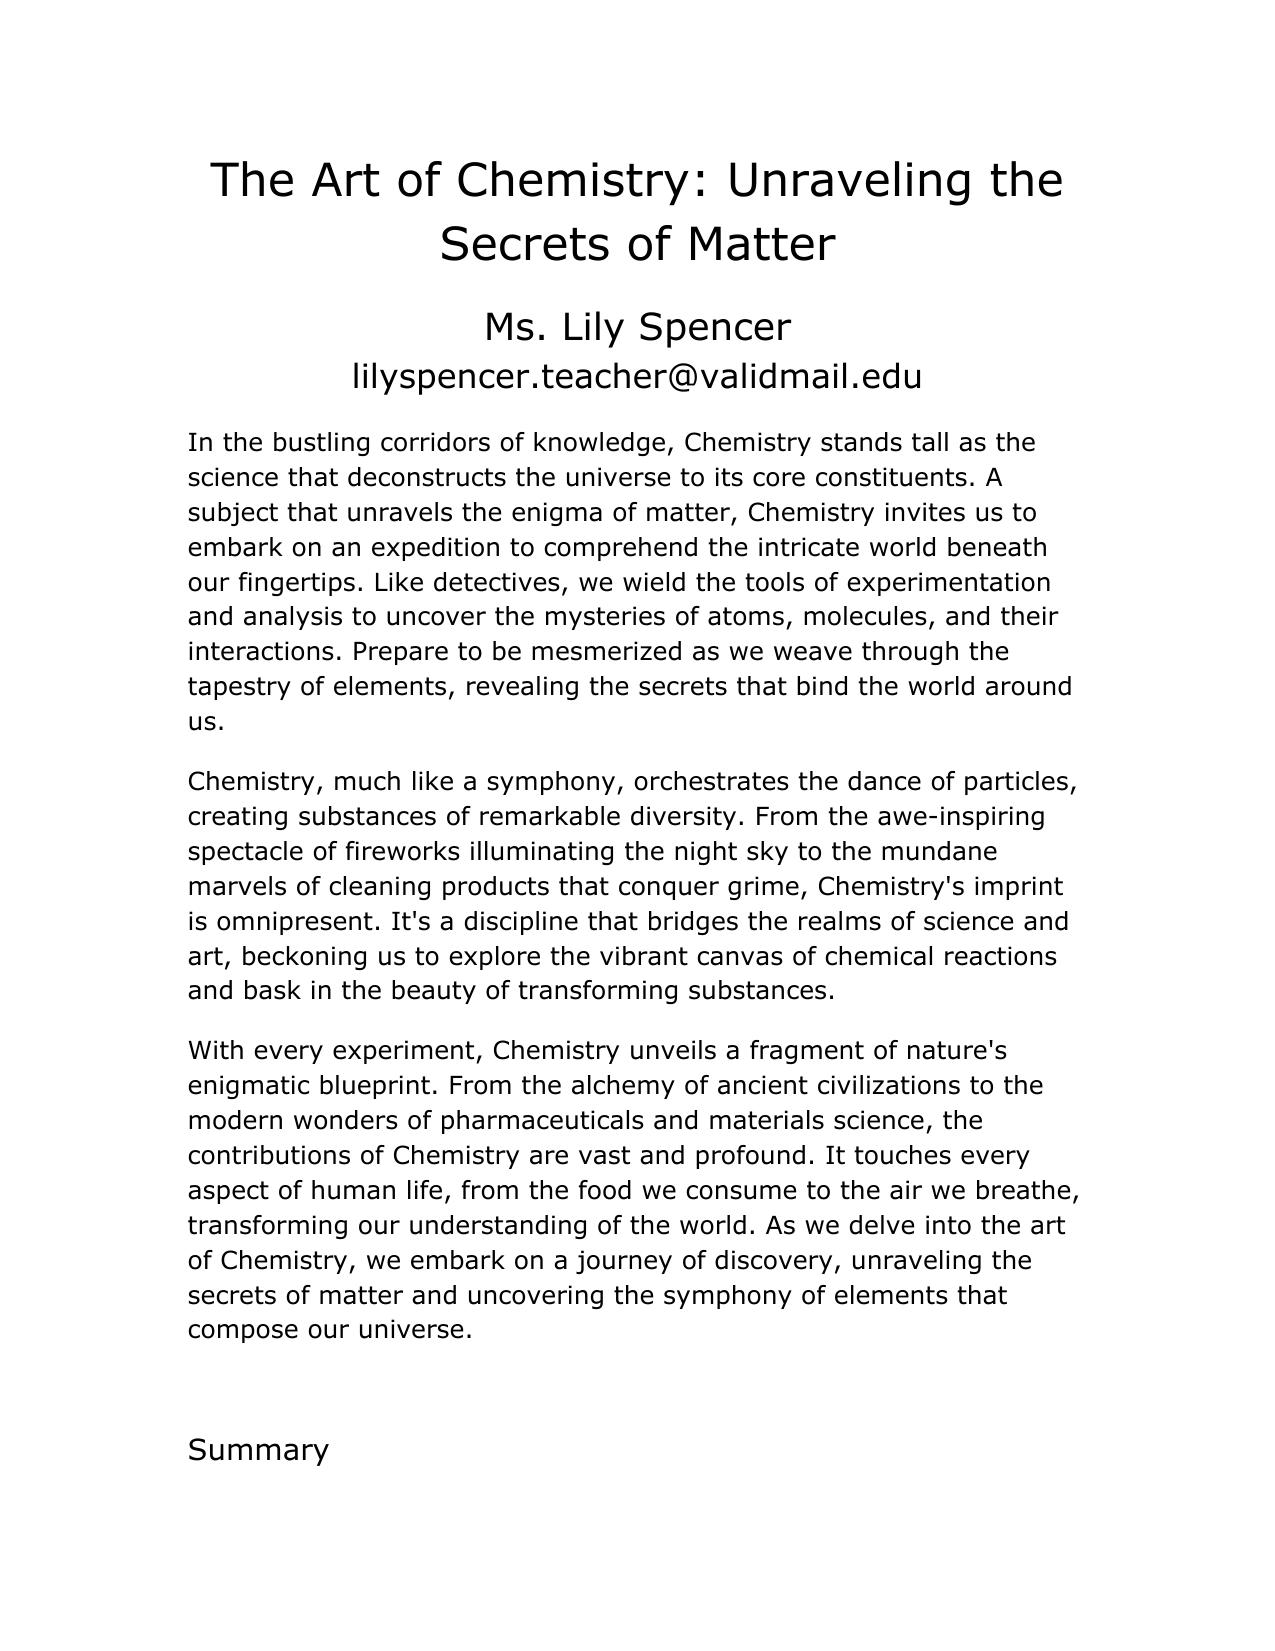 The Art of Chemistry: Unraveling the
Secrets of Matter
Ms. Lily Spencer
lilyspencer.teacher@validmail.edu
In the bustling corridors of knowledge, Chemistry stands tall as the
science that deconstructs the universe to its core constituents. A
subject that unravels the enigma of matter, Chemistry invites us to
embark on an expedition to comprehend the intricate world beneath
our fingertips. Like detectives, we wield the tools of experimentation
and analysis to uncover the mysteries of atoms, molecules, and their
interactions. Prepare to be mesmerized as we weave through the
tapestry of elements, revealing the secrets that bind the world around
us.
Chemistry, much like a symphony, orchestrates the dance of particles,
creating substances of remarkable diversity. From the awe-inspiring
spectacle of fireworks illuminating the night sky to the mundane
marvels of cleaning products that conquer grime, Chemistry's imprint
is omnipresent. It's a discipline that bridges the realms of science and
art, beckoning us to explore the vibrant canvas of chemical reactions
and bask in the beauty of transforming substances.
With every experiment, Chemistry unveils a fragment of nature's
enigmatic blueprint. From the alchemy of ancient civilizations to the
modern wonders of pharmaceuticals and materials science, the
contributions of Chemistry are vast and profound. It touches every
aspect of human life, from the food we consume to the air we breathe,
transforming our understanding of the world. As we delve into the art
of Chemistry, we embark on a journey of discovery, unraveling the
secrets of matter and uncovering the symphony of elements that
compose our universe.
Summary